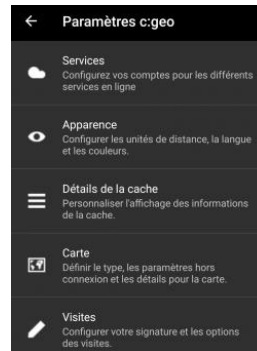 Paramètres c:geo
Services
Configurez vos comptes pour les différents
services en ligne
Apparence
Configurer les unités de distance, la langue
et les couleurs.
Détails de la cache
Personnaliser l'affichage des informations
de la cache.
Carte
Définir le type, les paramètres hors
connexion et les détails pour la carte.
Visites
Configurer votre signature et les options
des visites.